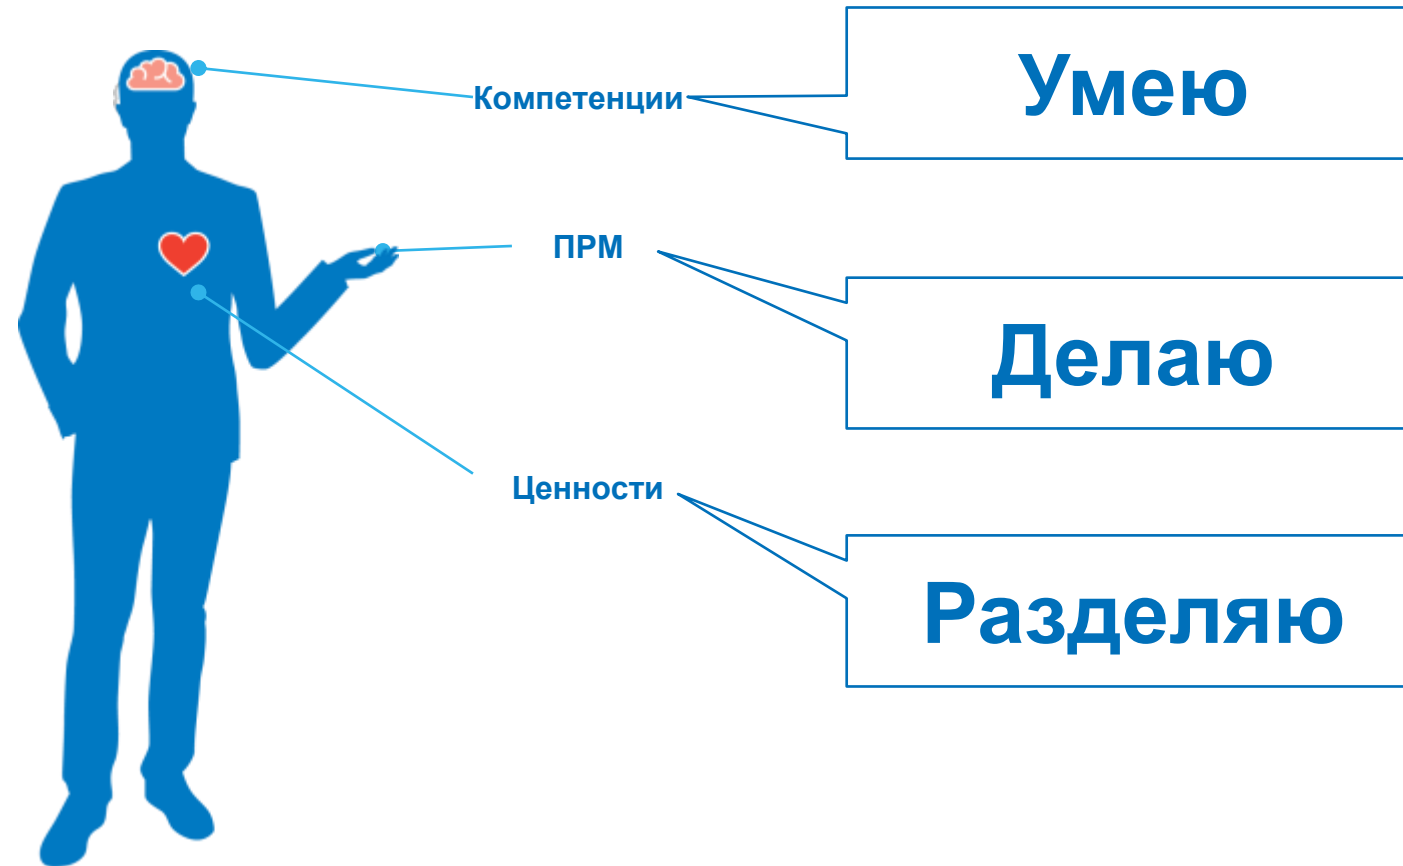 Компетенции
Умею
ПРМ
Делаю
Ценности
Разделяю